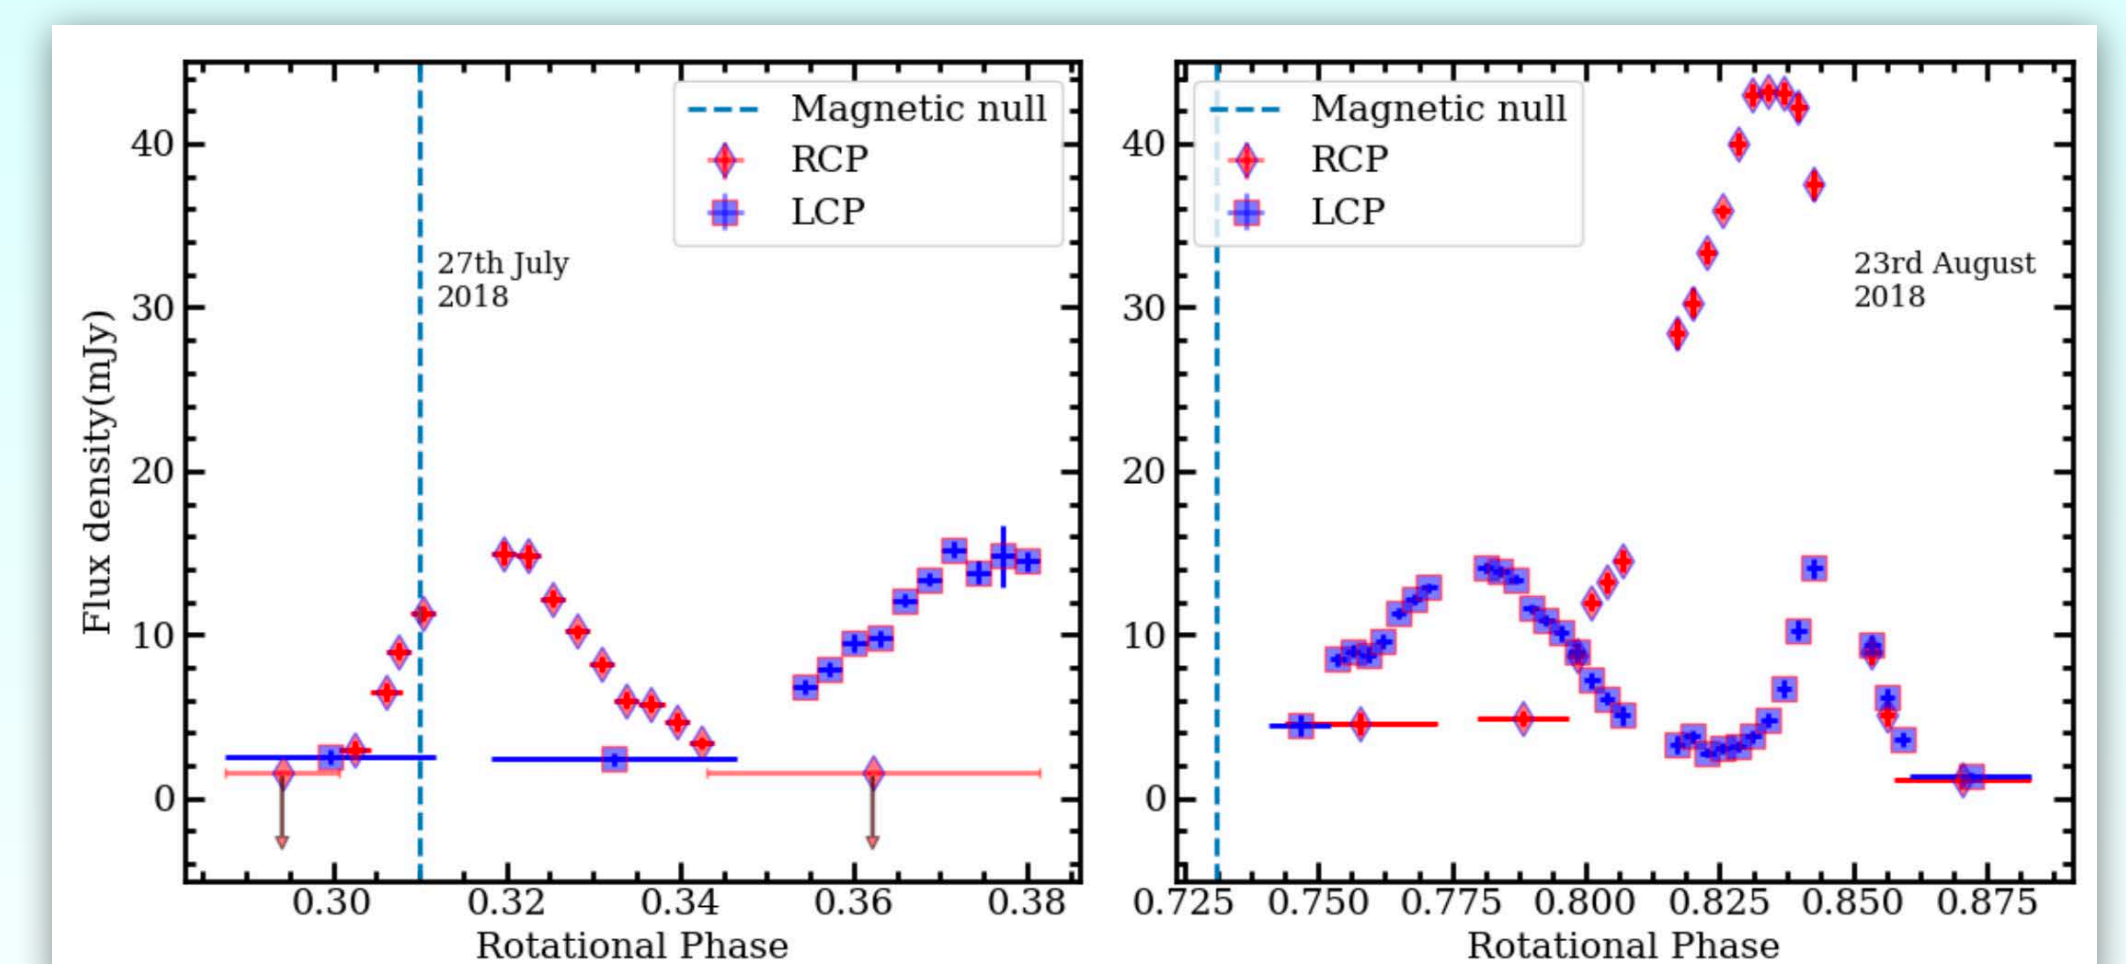 Flux density(mJy)
40
30
20
10
0
Magnetic null
RCP
LCP
27th July
2018
0.30 0.32 0.34 0.36 0.38
Rotational Phase
40
30
20
10
0
Magnetic null
RCP
LCP
23rd August
2018
0.725 0.750 0.775 0.800 0.825 0.850 0.875
Rotational Phase